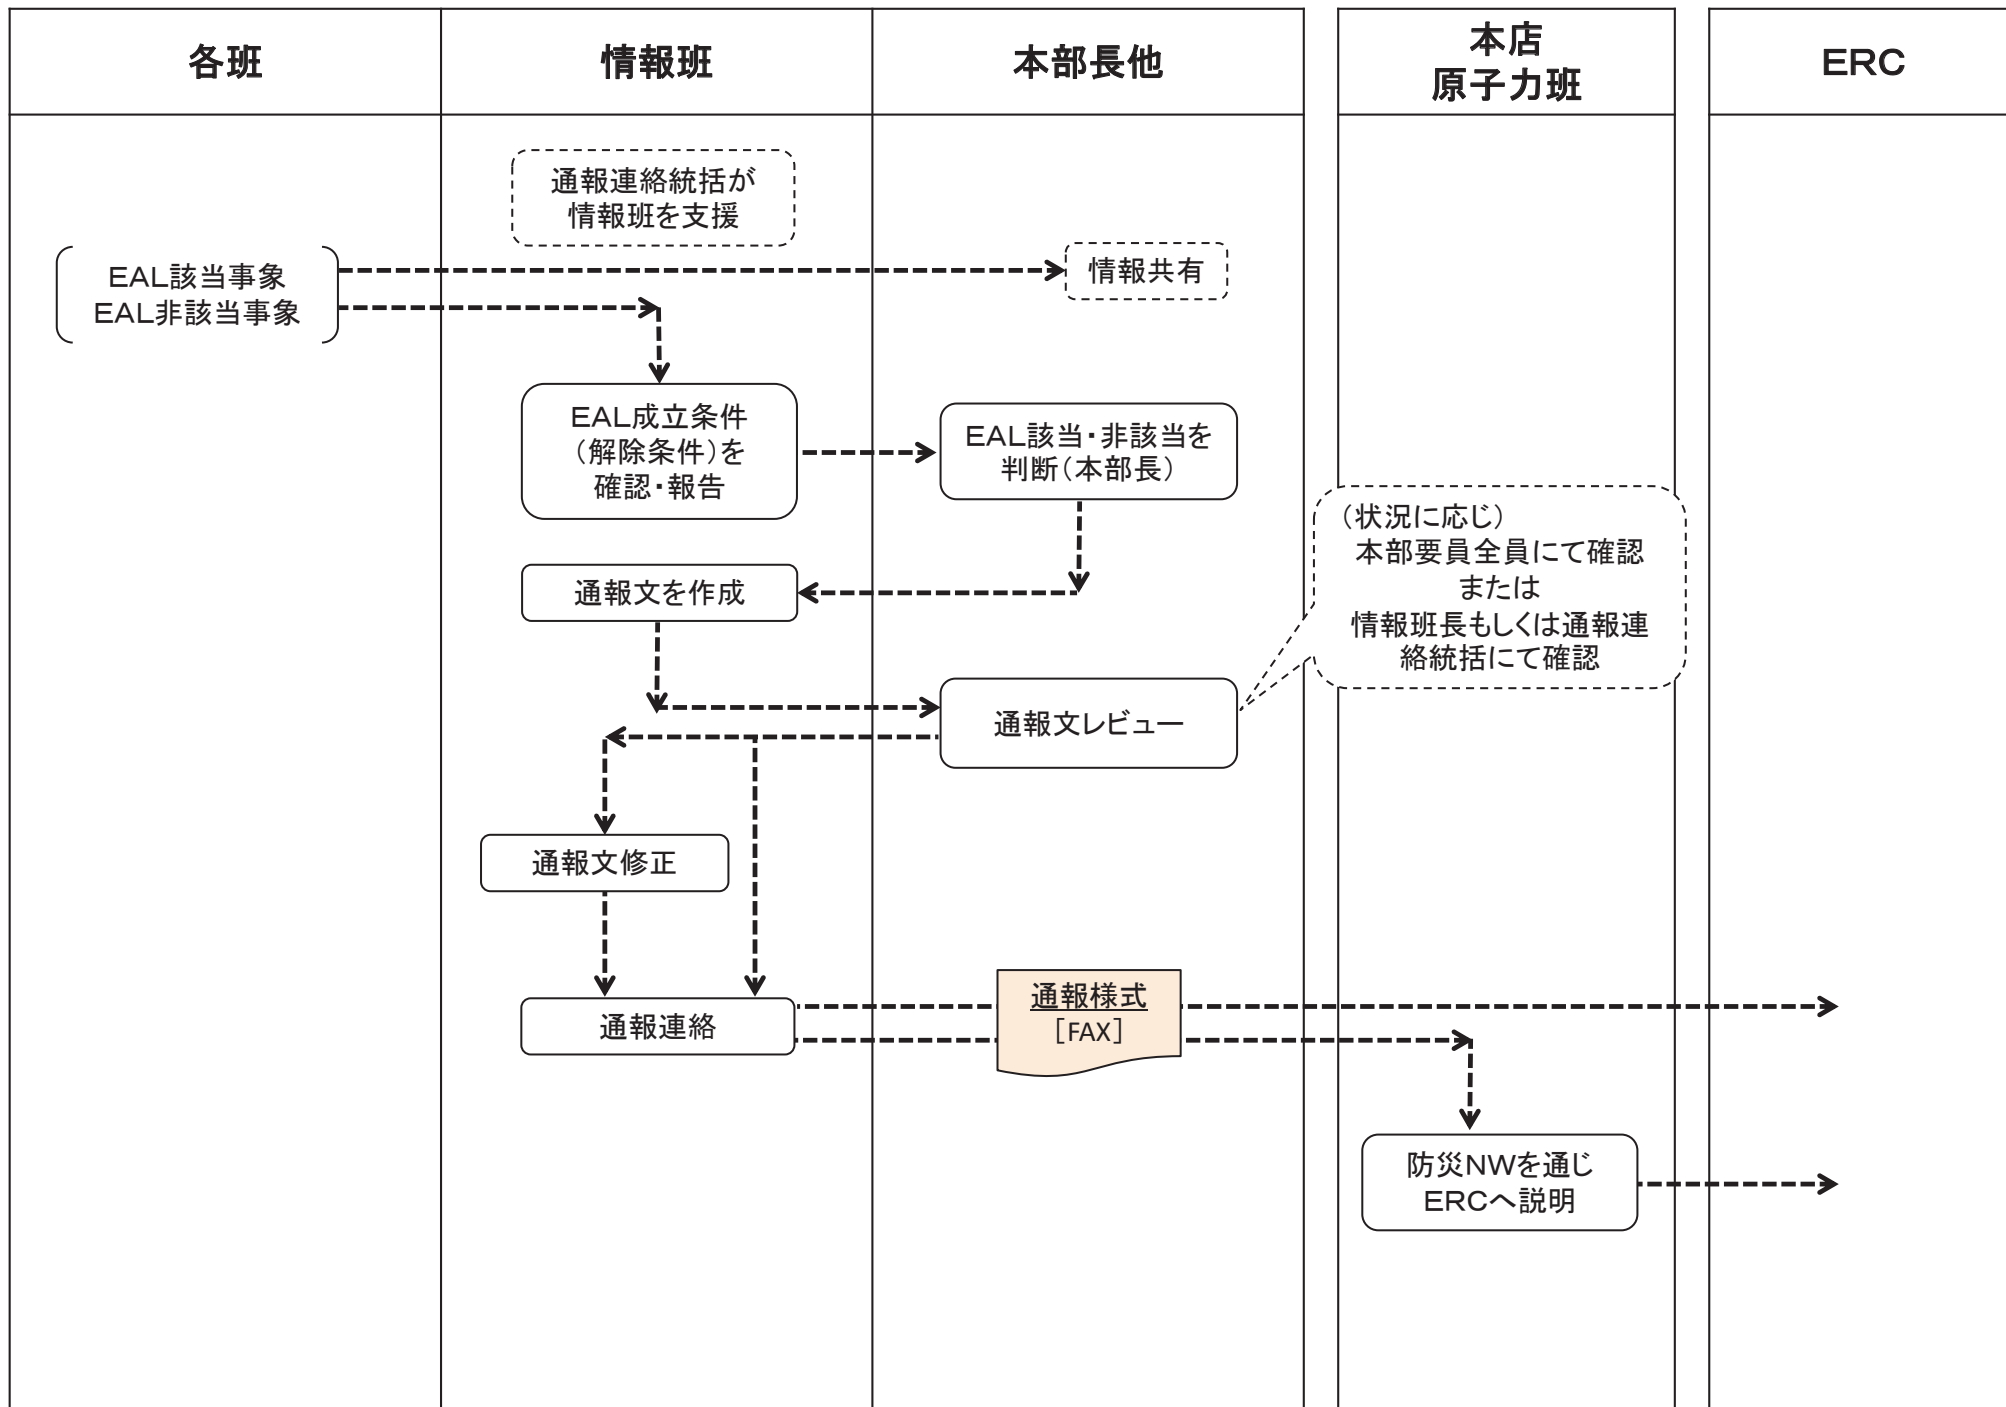 各班
情報班
本部長他
本店
原子力班
ERC
通報連絡統括が
情報班を支援
EAL該当事象
EAL非該当事象
情報共有
EAL成立条件
（解除条件）を
確認・報告
EAL該当・非該当を
判断（本部長）
（状況に応じ）
本部要員全員にて確認
または
情報班長もしくは通報連
絡統括にて確認
通報文を作成
通報文レビュー
通報文修正
通報連絡
通報様式
［FAX］
防災NWを通じ
ERCへ説明